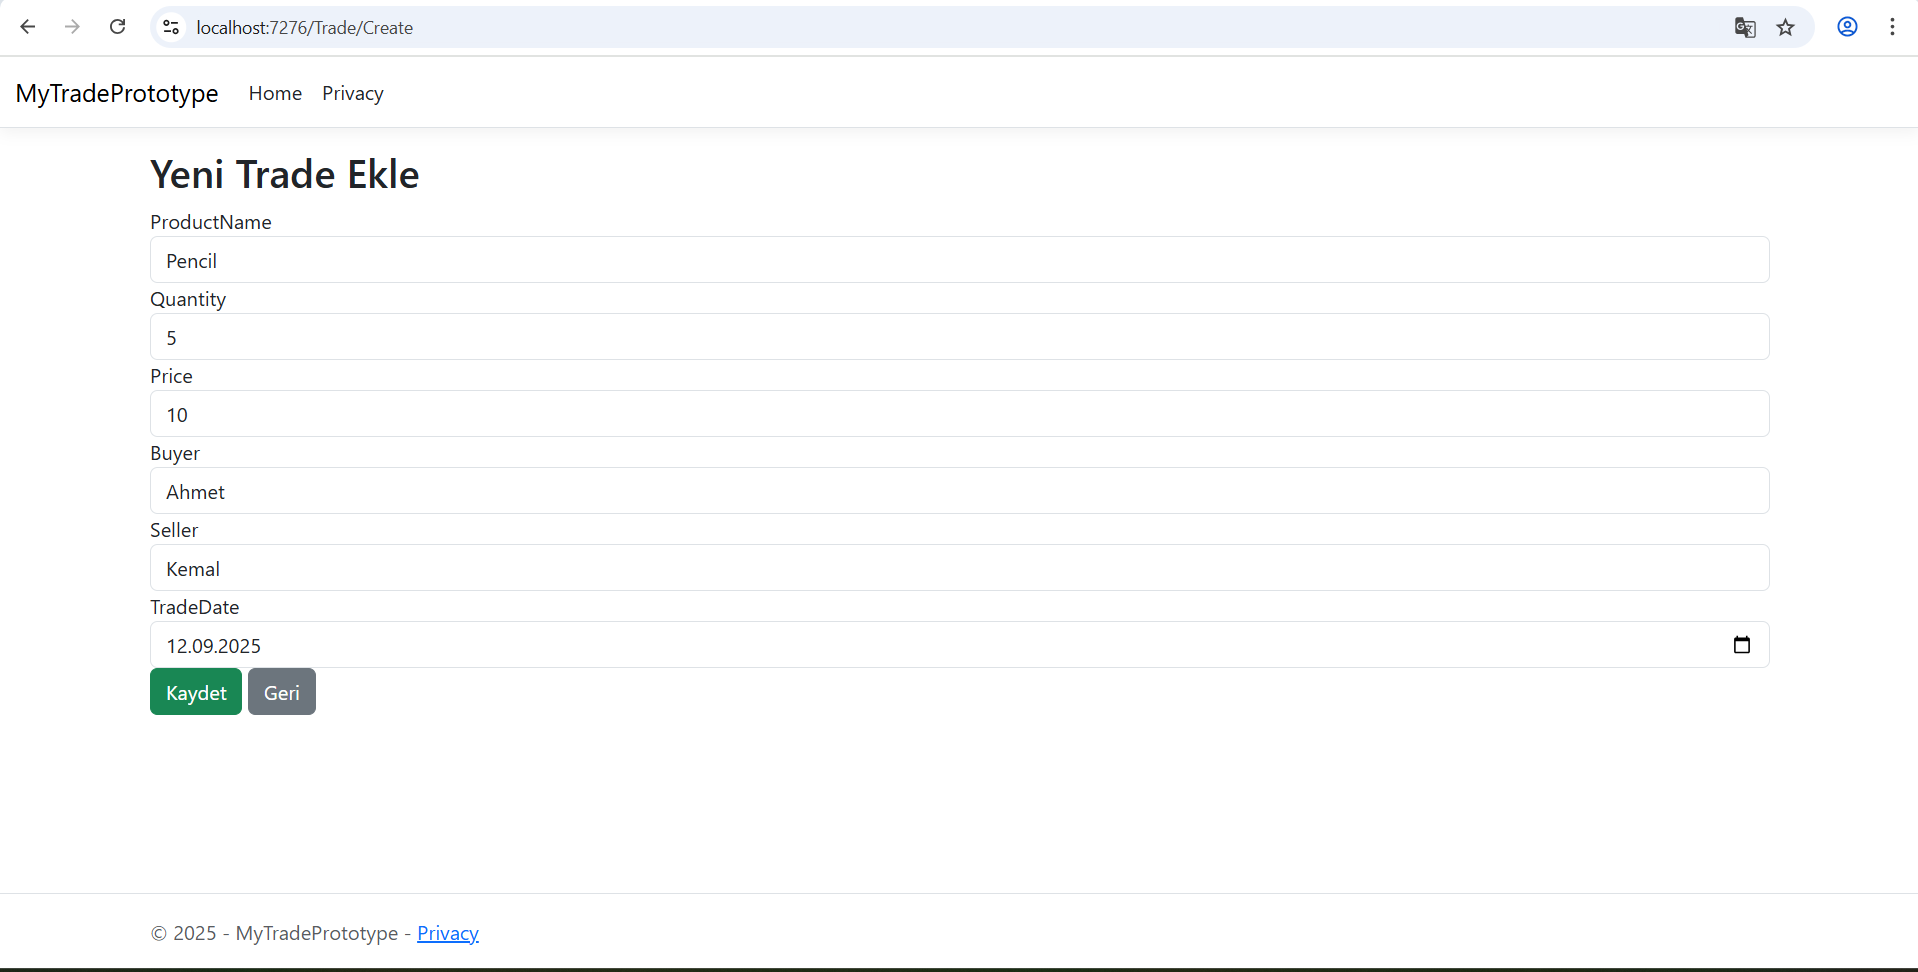 localhost:7276/Trade/Create
MyTradePrototype Home Privacy
Yeni Trade Ekle
ProductName
Pencil
Quantity
5
Price
10
Buyer
Ahmet
Seller
Kemal
TradeDate
12.09.2025
Kaydet Geri
© 2025 - MyTradePrototype - Privacy